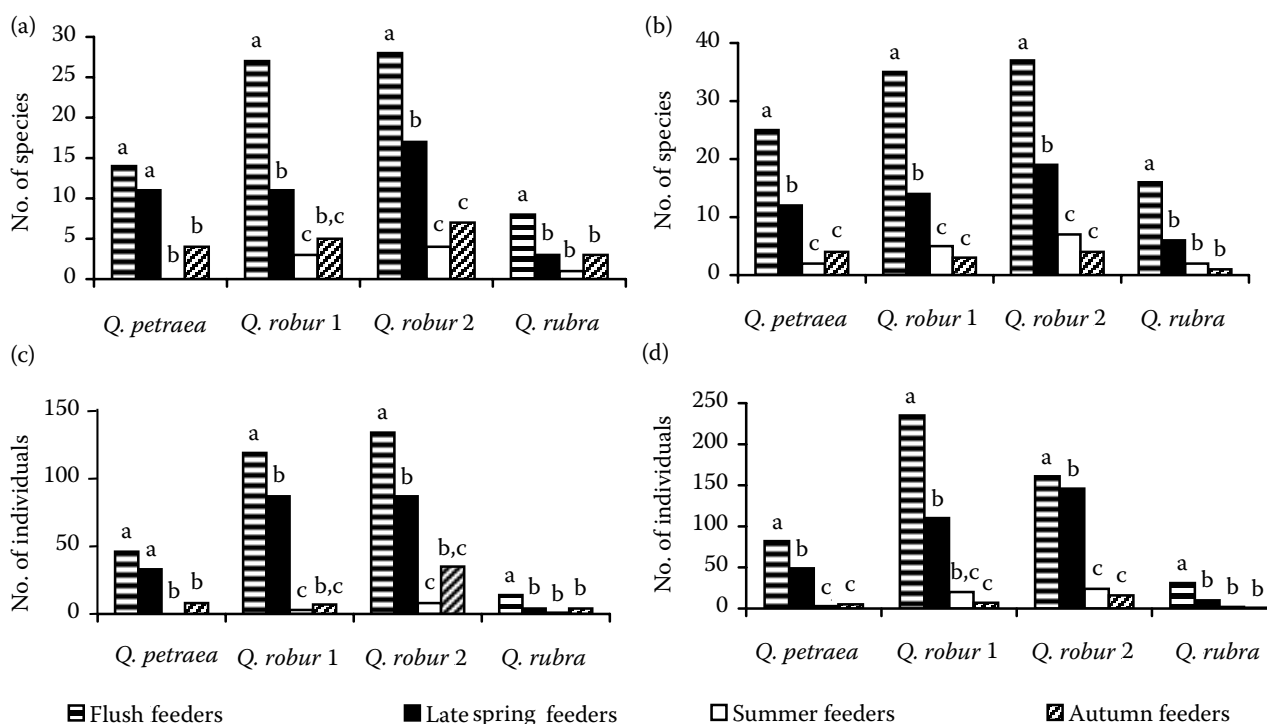 (a)
No. of species
30
25
20
15
10
5
0
a a b b
a b c b,c
a b c c
a b b b
Q. petraea Q. robur 1 Q. robur 2 Q. rubra
(b)
No. of species
40
30
20
10
0
a b c c
a b c c
a b c c
a b b b
Q. petraea Q. robur 1 Q. robur 2 Q. rubra
(c)
No. of individuals
150
100
50
0
a a b b
a b c b,c
a b c b,c
a b b b
Q. petraea Q. robur 1 Q. robur 2 Q. rubra
(d)
No. of individuals
250
200
150
100
50
0
a b c c
a b b,c c
a b c c
a b b b
Q. petraea Q. robur 1 Q. robur 2 Q. rubra
Flush feeders Late spring feeders Summer feeders Autumn feeders